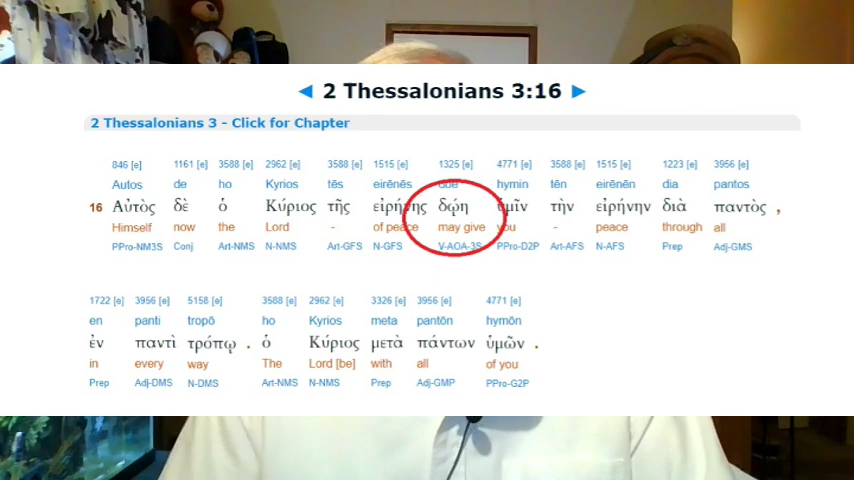 ◄ 2 Thessalonians 3:16 ►
2 Thessalonians 3 - Click for Chapter
846 [e] 1161 [e] 3588 [e] 2962 [e] 3588 [e] 1515 [e] 1325 [e] 4771 [e] 3588 [e] 1515 [e] 1223 [e] 3956 [e]
Autos de ho Kyrios tēs eirēnēs dōē hymin tēn eirēnēn dia pantos
16 Αὐτὸς δὲ ὁ Κύριος τῆς εἰρήνης δῴη ὑμῖν τὴν εἰρήνην διὰ παντὸς ,
Himself now the Lord - of peace may give you - peace through all
PPro-NM3S Conj Art-NMS N-NMS Art-GFS N-GFS V-AOA-3S PPro-D2P Art-AFS N-AFS Prep Adj-GMS
1722 [e] 3956 [e] 5158 [e] 3588 [e] 2962 [e] 3326 [e] 3956 [e] 4771 [e]
en panti tropō ho Kyrios meta pantōn hymōn
ἐν παντὶ τρόπῳ . ὁ Κύριος μετὰ πάντων ὑμῶν .
in every way The Lord [be] with all of you
Prep Adj-DMS N-DMS Art-NMS N-NMS Prep Adj-GMP PPro-G2P